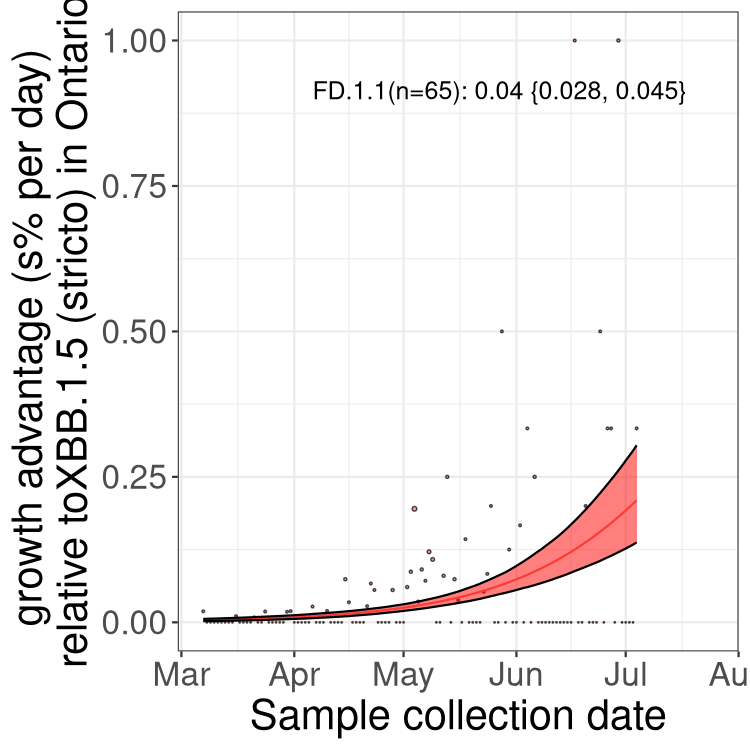 growth advantage (s% per day)
relative toXBB.1.5 (stricto) in Ontario
1.00
0.75
0.50
0.25
0.00
FD.1.1(n=65): 0.04 {0.028, 0.045}
Mar Apr May Jun Jul Au
Sample collection date